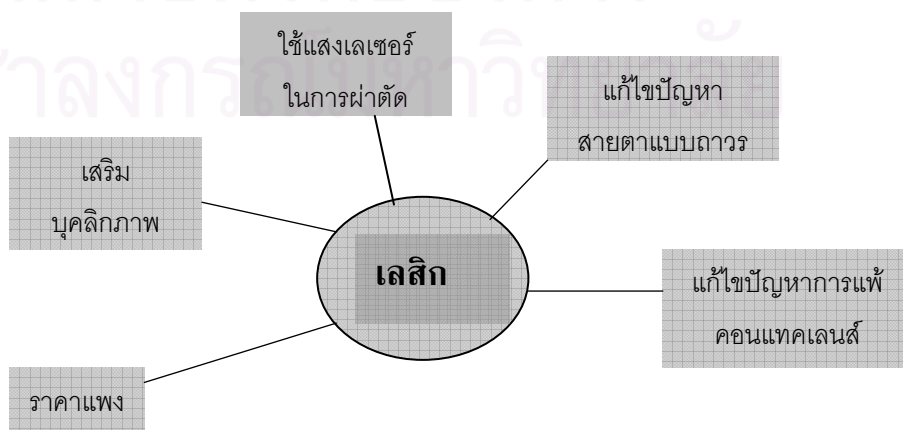 ใช้แสงเลเซอร์
ในการผ่าตัด
แก้ไขปัญหา
สายตาแบบถาวร
เสริม
บุคลิกภาพ
เลสิก
แก้ไขปัญหาการแพ้
คอนแทคเลนส์
ราคาแพง